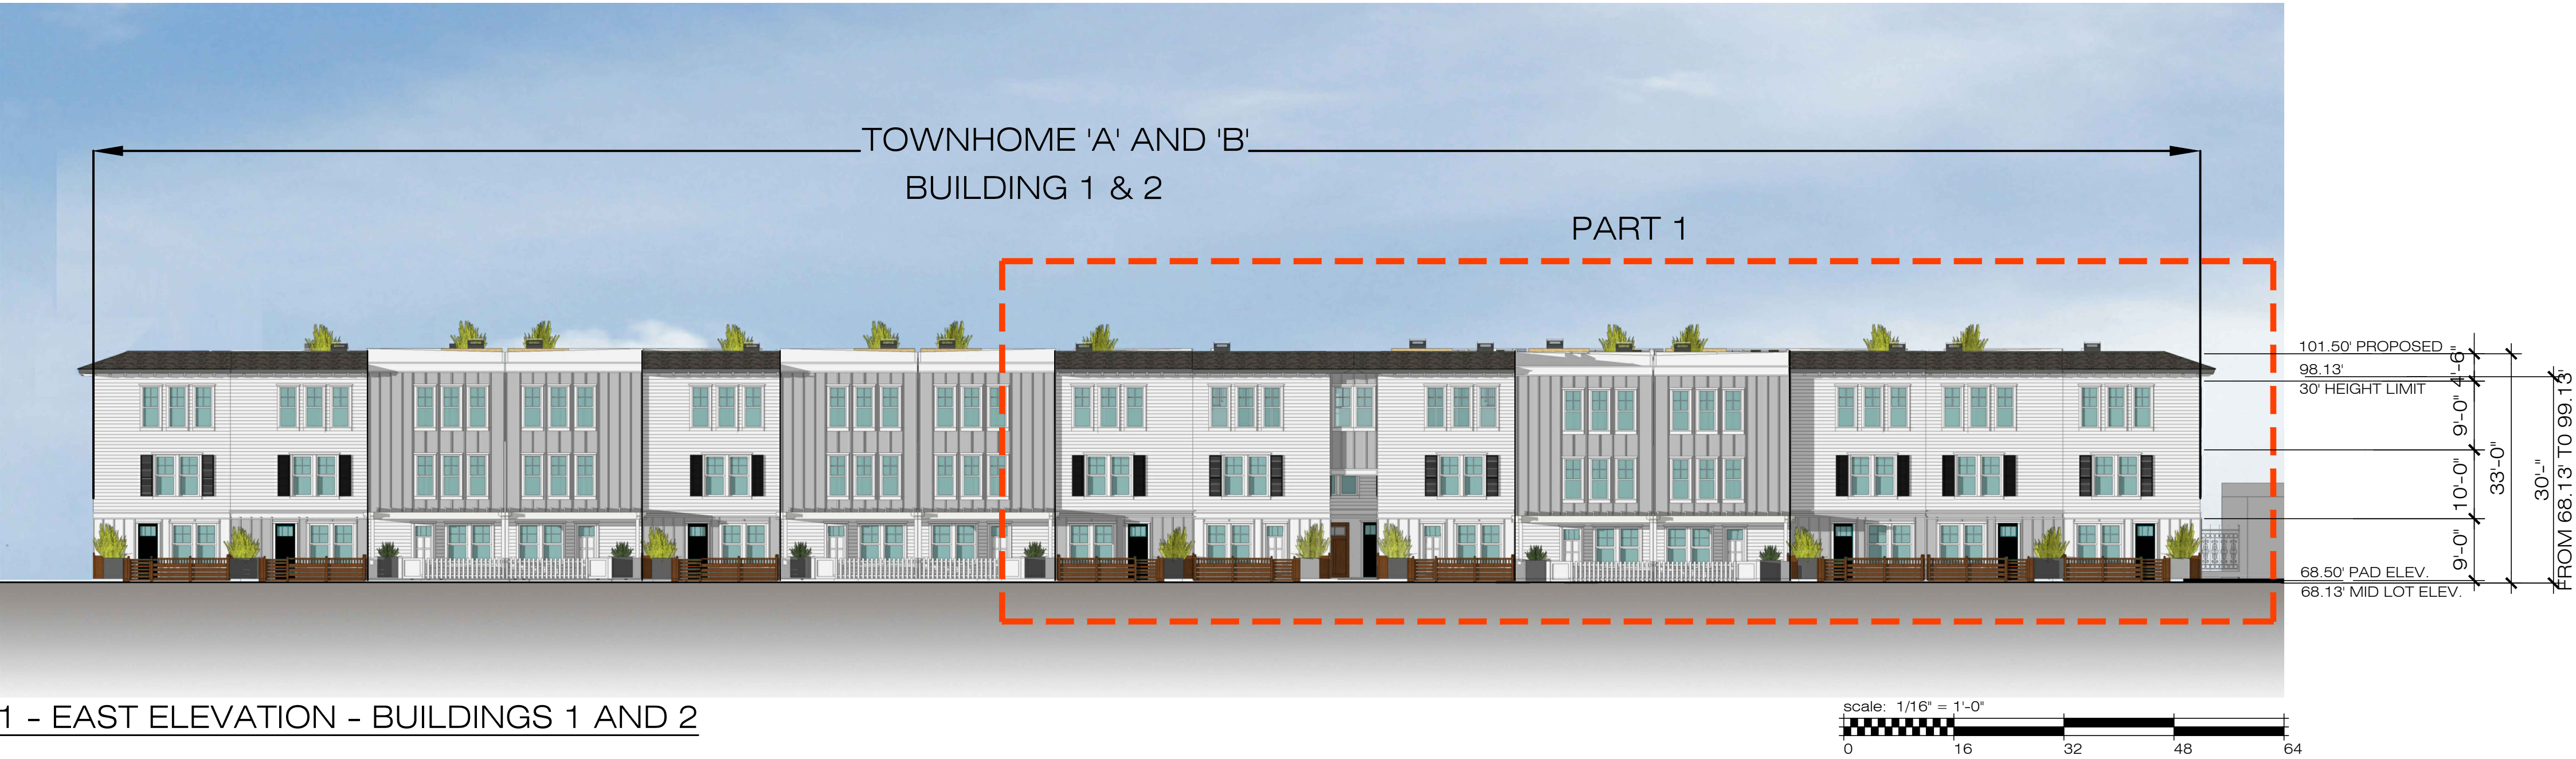 TOWNHOME 'A' AND 'B'
BUILDING 1 & 2
PART 1
101.50' PROPOSED
98.13'
30' HEIGHT LIMIT
4'-6"
9'-0"
10'-0"
9'-0"
33'-0"
30'-"
FROM 68.13' TO 99.13'
68.50' PAD ELEV.
68.13' MID LOT ELEV.
1 - EAST ELEVATION - BUILDINGS 1 AND 2
scale: 1/16" = 1'-0"
0 16 32 48 64